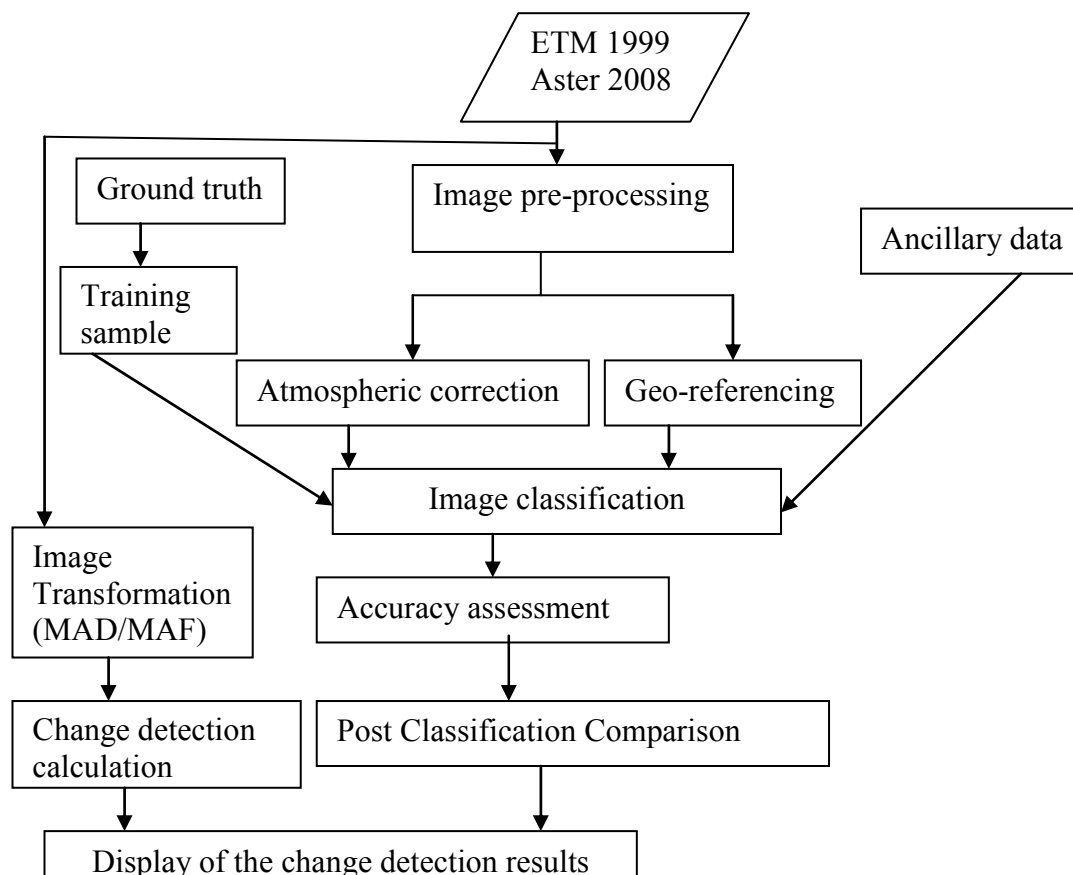 ETM 1999
Aster 2008
Ground truth
Image pre-processing
Ancillary data
Training
sample
Atmospheric correction
Geo-referencing
Image classification
Image
Transformation
(MAD/MAF)
Accuracy assessment
Change detection
calculation
Post Classification Comparison
Display of the change detection results